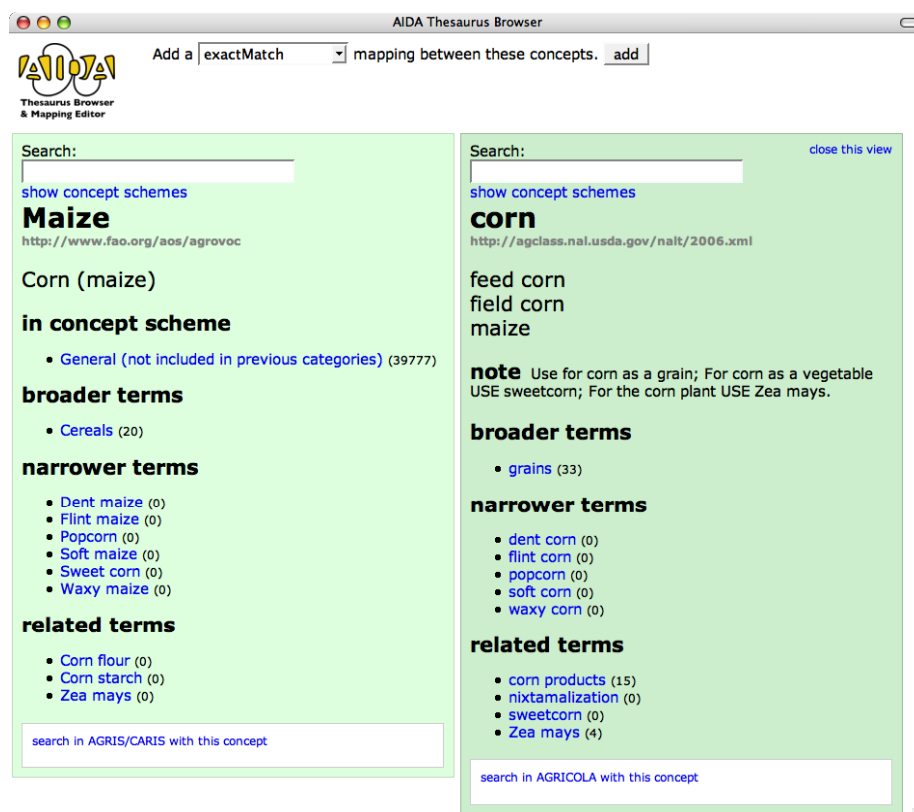 AIDA Thesaurus Browser
AIDA
Thesaurus Browser
& Mapping Editor
Add a exactMatch mapping between these concepts. add
Search:
show concept schemes
Maize
http://www.fao.org/aos/agrovoc
Corn (maize)
in concept scheme
• General (not included in previous categories) (39777)
broader terms
• Cereals (20)
narrower terms
• Dent maize (0)
• Flint maize (0)
• Popcorn (0)
• Soft maize (0)
• Sweet corn (0)
• Waxy maize (0)
related terms
• Corn flour (0)
• Corn starch (0)
• Zea mays (0)
search in AGRIS/CARIS with this concept
Search:
close this view
show concept schemes
corn
http://agclass.nal.usda.gov/nalt/2006.xml
feed corn
field corn
maize
note Use for corn as a grain; For corn as a vegetable
USE sweetcorn; For the corn plant USE Zea mays.
broader terms
• grains (33)
narrower terms
• dent corn (0)
• flint corn (0)
• popcorn (0)
• soft corn (0)
• waxy corn (0)
related terms
• corn products (15)
• nixtamalization (0)
• sweetcorn (0)
• Zea mays (4)
search in AGRICOLA with this concept